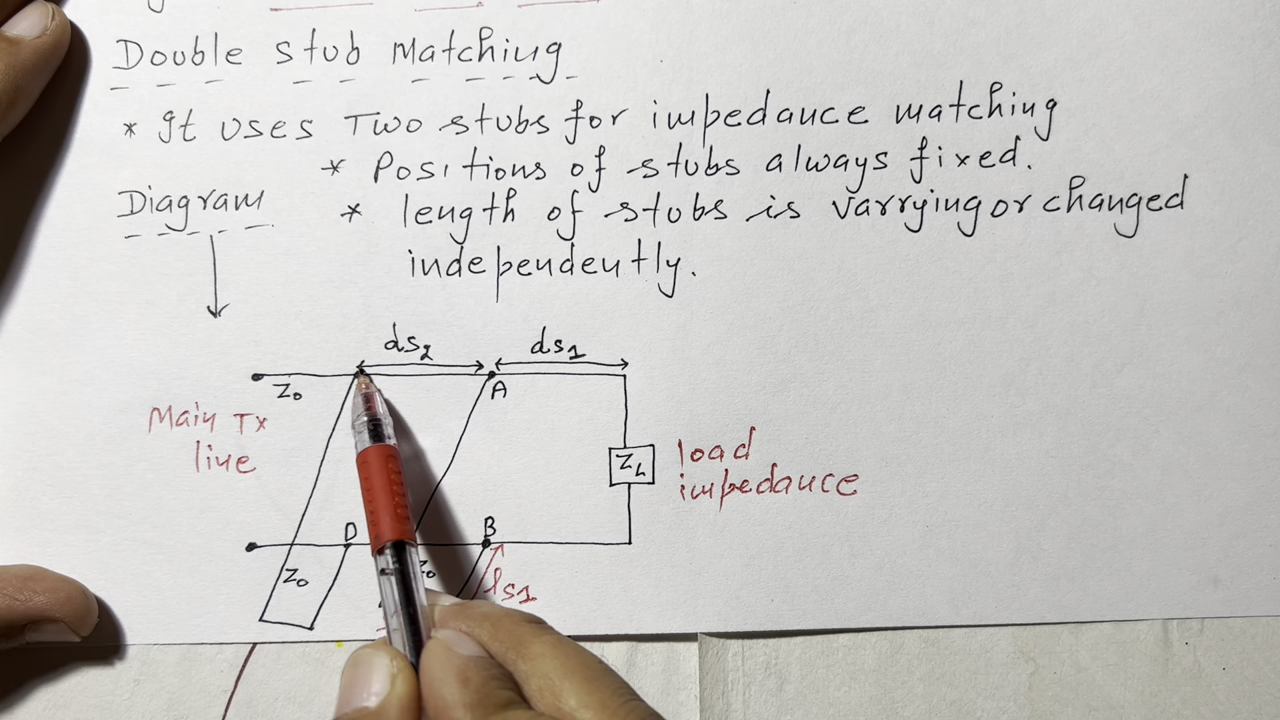 Double stub Matching
* It uses Two stubs for impedance matching
* Positions of stubs always fixed.
Diagram
* length of stubs is varrying or changed
independently.
ds2
ds1
Z0
A
Main Tx
line
ZL
load
impedance
D
B
Z0
ls1